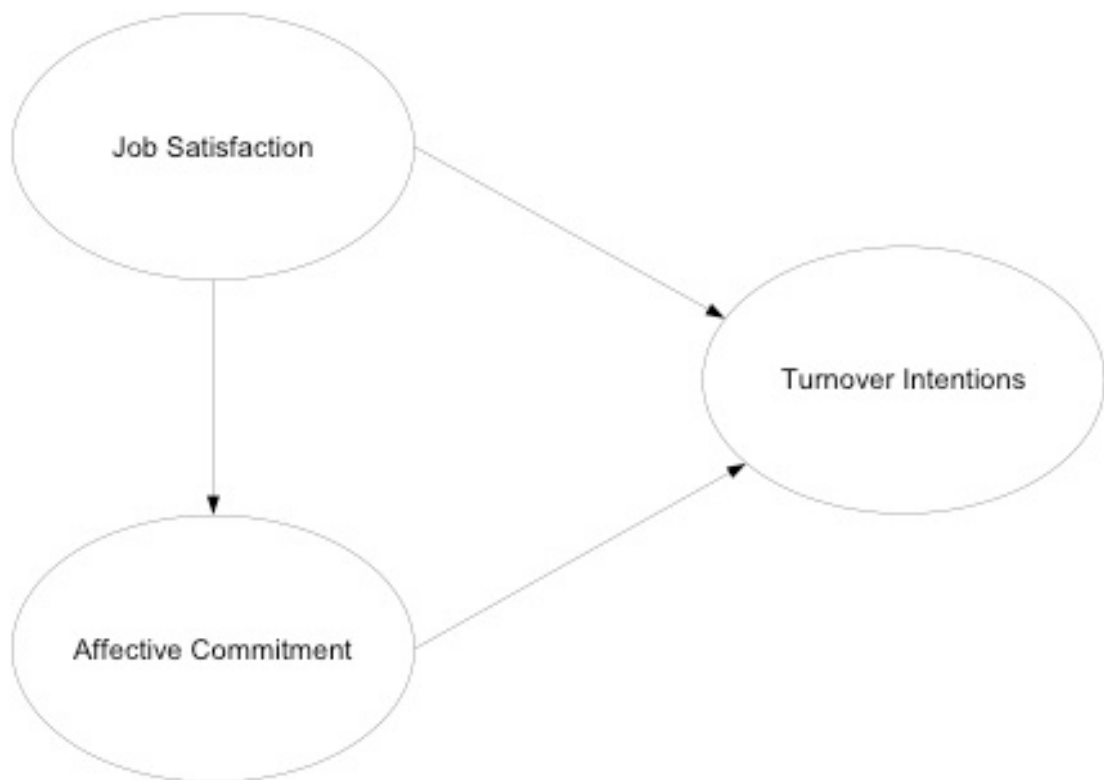 Job Satisfaction
Turnover Intentions
Affective Commitment